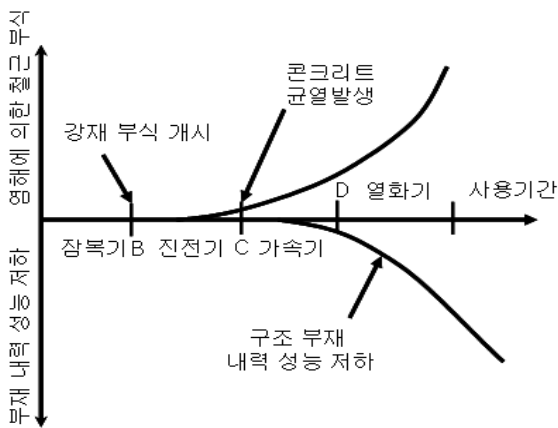 염해에 의한 철근 부식
부재 내력 성능 저하
콘크리트
균열발생
강재 부식 개시
D 열화기 사용기간
잠복기 B 진전기 C 가속기
구조 부재
내력 성능 저하